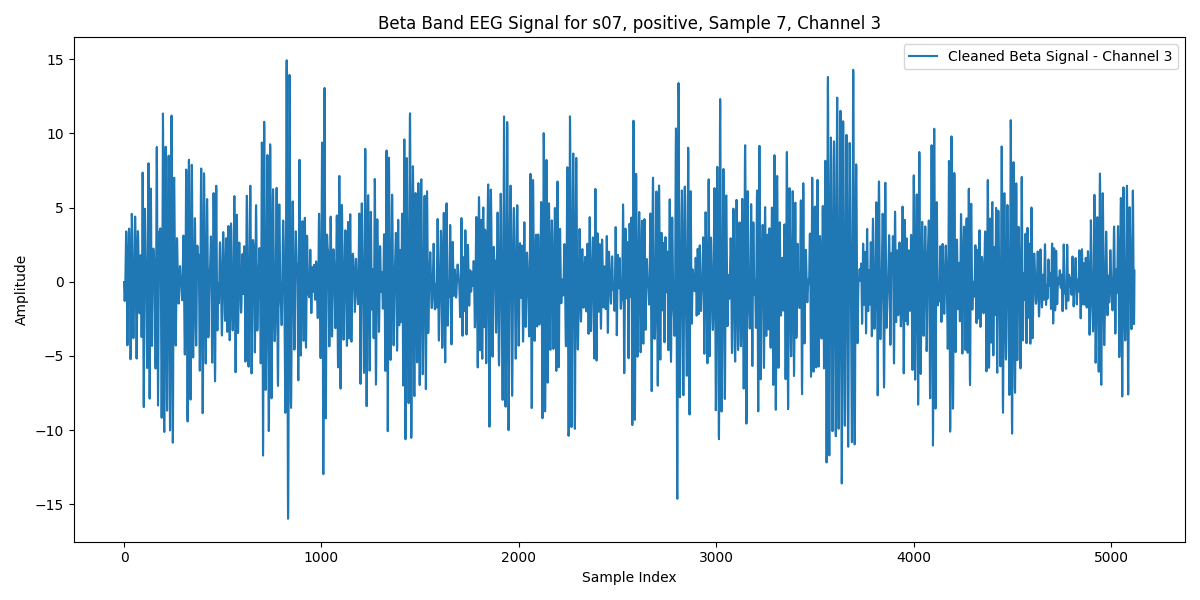 Beta Band EEG Signal for s07, positive, Sample 7, Channel 3
Cleaned Beta Signal - Channel 3
Amplitude
15
10
5
0
−5
−10
−15
0 1000 2000 3000 4000 5000
Sample Index